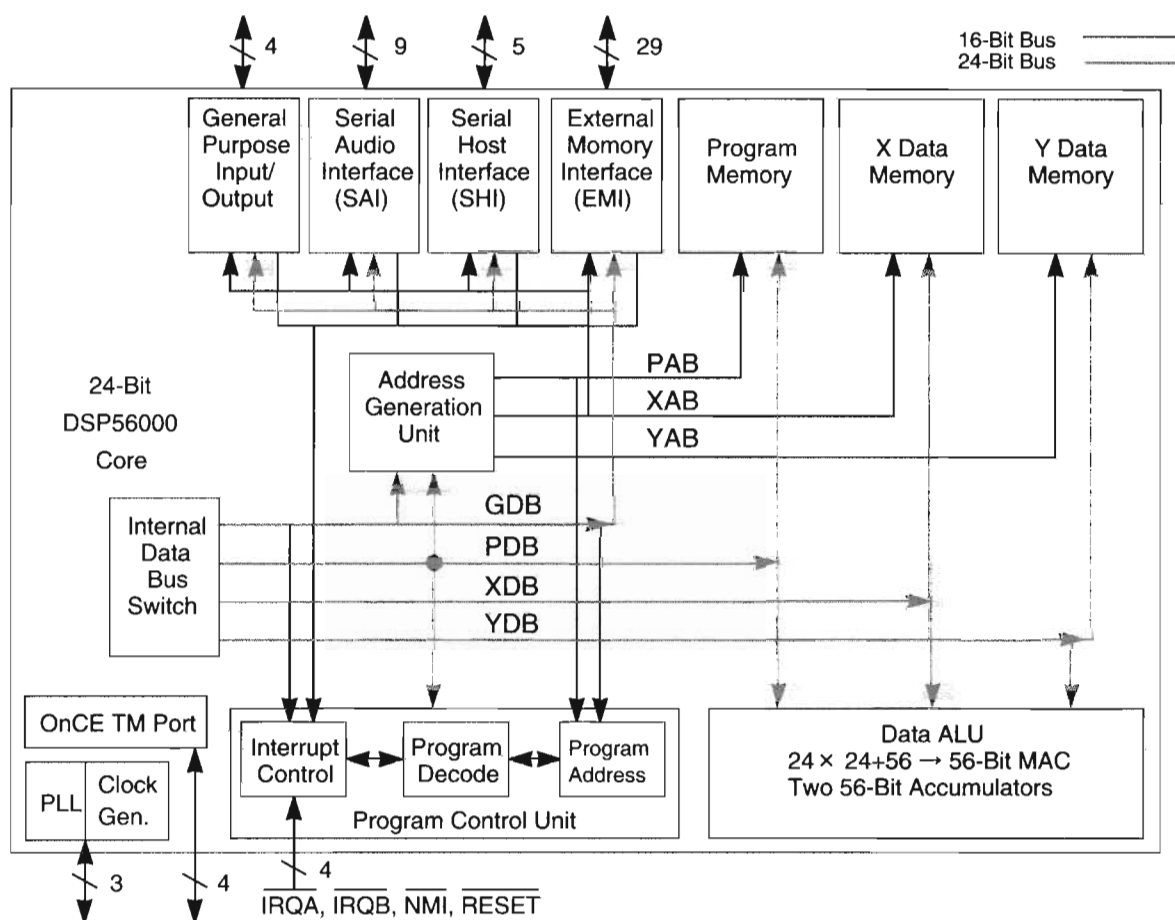 4
9
5
29
16-Bit Bus
24-Bit Bus
General
Purpose
Input/
Output
Serial
Audio
Interface
(SAI)
Serial
Host
Interface
(SHI)
External
Momory
Interface
(EMI)
Program
Memory
X Data
Memory
Y Data
Memory
24-Bit
DSP56000
Core
Address
Generation
Unit
PAB
XAB
YAB
Internal
Data
Bus
Switch
GDB
PDB
XDB
YDB
OnCE TM Port
PLL
Clock
Gen.
Interrupt
Control
Program
Decode
Program
Address
Program Control Unit
Data ALU
24 × 24+56 → 56-Bit MAC
Two 56-Bit Accumulators
3
4
4
IRQA, IRQB, NMI, RESET